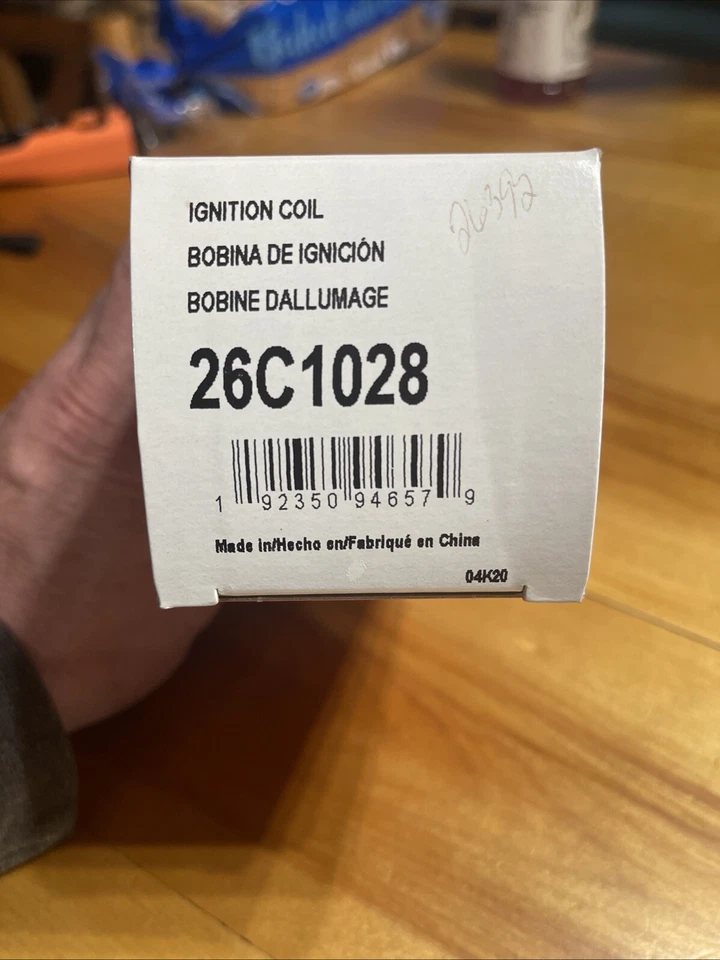 IGNITION COIL
26392
BOBINA DE IGNICIÓN
BOBINE DALLUMAGE
26C1028
1 92350 94657 9
Made in/Hecho en/Fabriqué en China
04K20